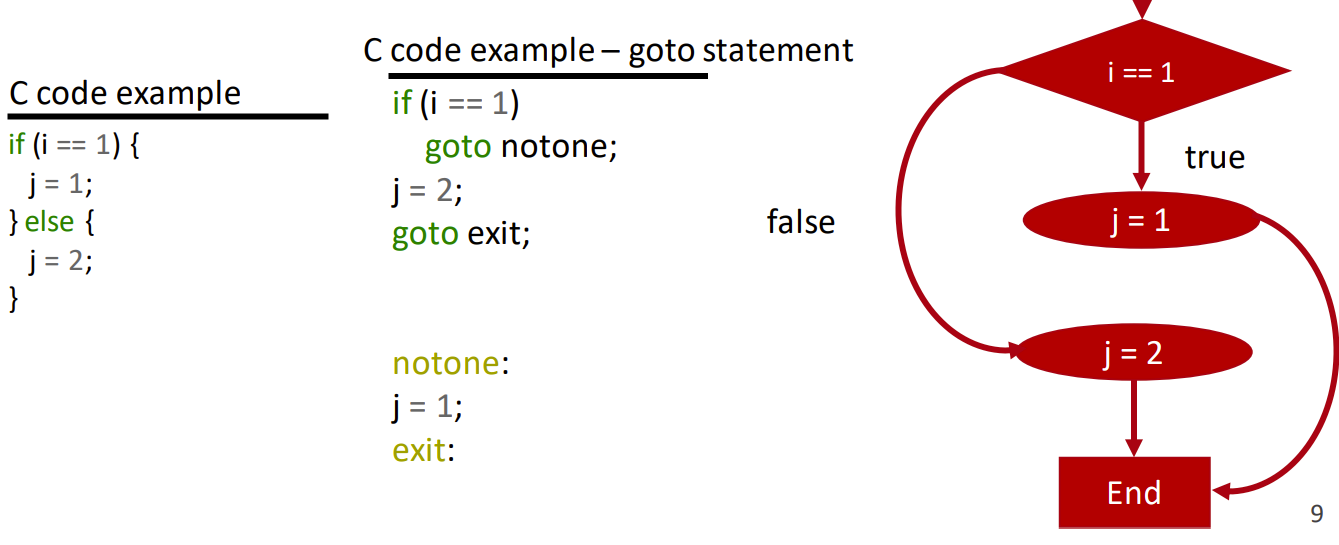 C code example
if (i == 1) {
j = 1;
} else {
j = 2;
}
C code example – goto statement
if (i == 1)
goto notone;
j = 2;
goto exit;
notone:
j = 1;
exit:
i == 1
true
j = 1
false
j = 2
End
9